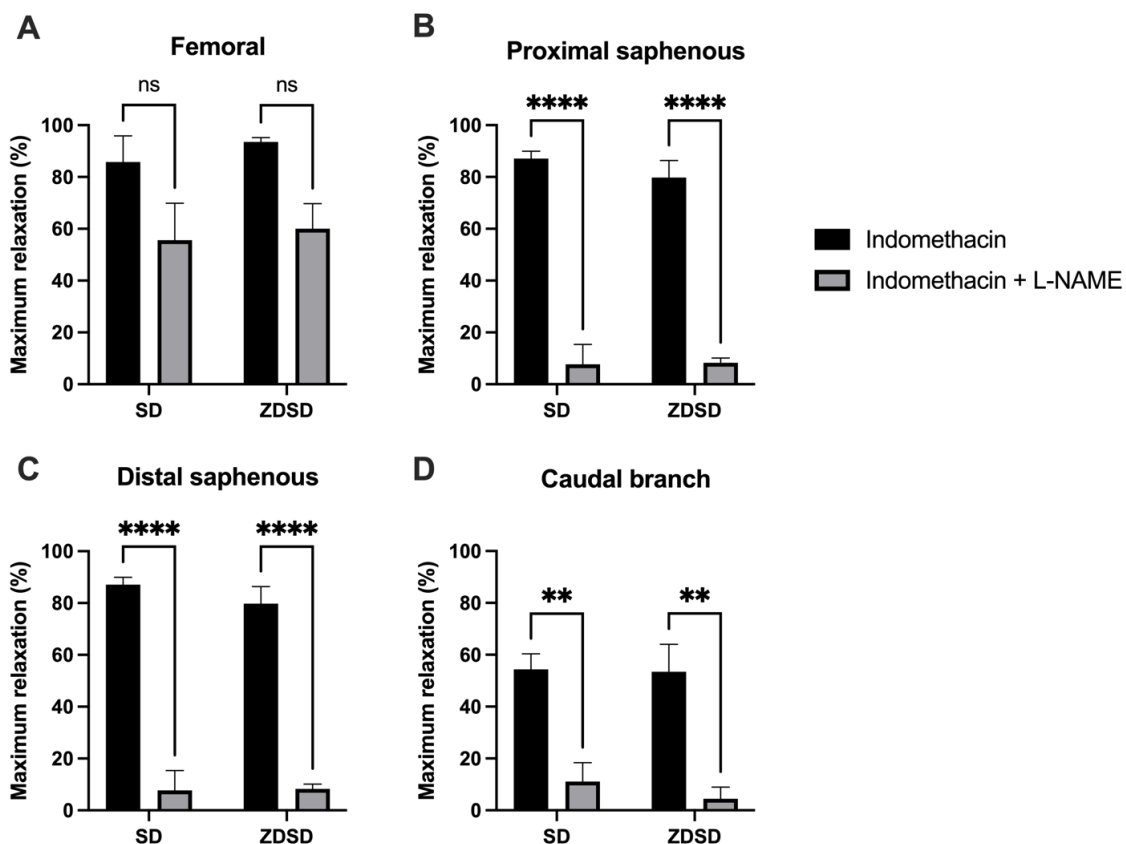 A
Femoral
ns
ns
Maximum relaxation (%)
100
80
60
40
20
0
SD
ZDSD
B
Proximal saphenous
****
****
Maximum relaxation (%)
100
80
60
40
20
0
SD
ZDSD
Indomethacin
Indomethacin + L-NAME
C
Distal saphenous
****
****
Maximum relaxation (%)
100
80
60
40
20
0
SD
ZDSD
D
Caudal branch
**
**
Maximum relaxation (%)
100
80
60
40
20
0
SD
ZDSD